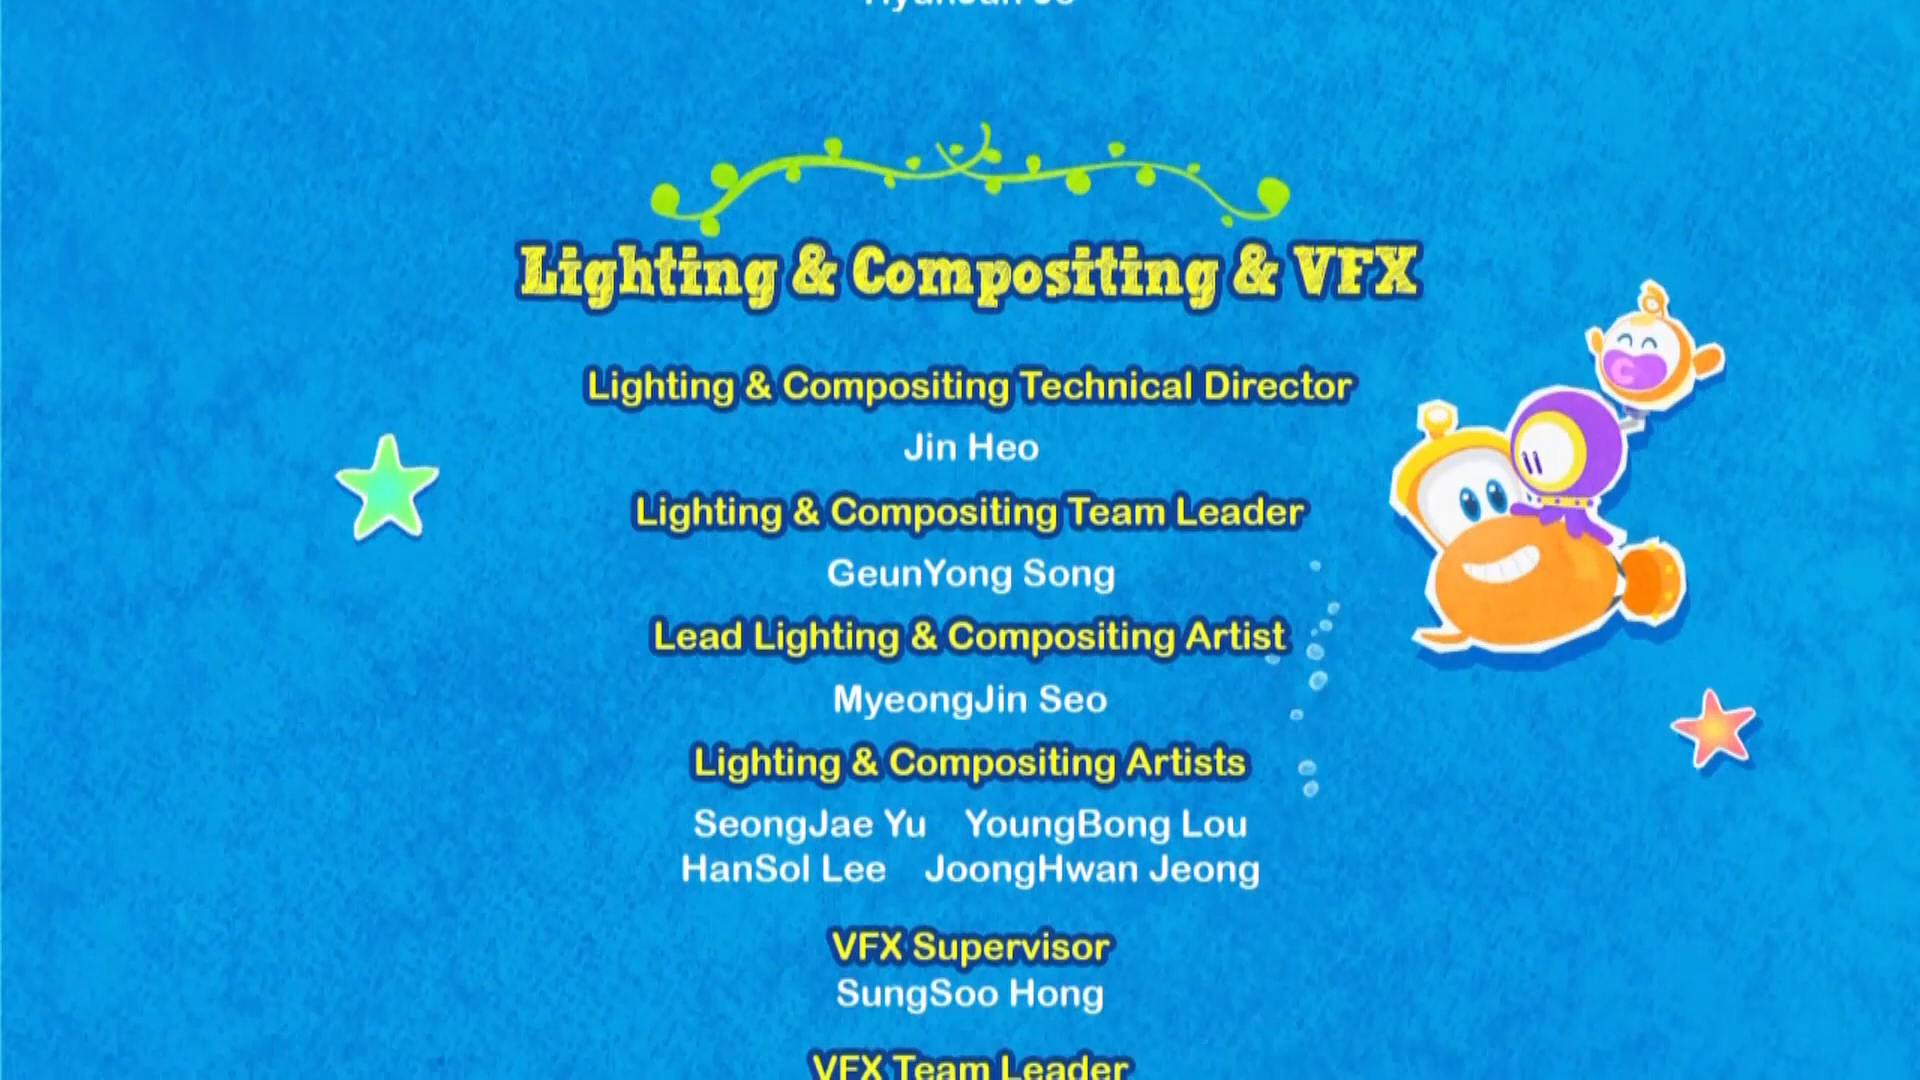 Lighting & Compositing & VFX
Lighting & Compositing Technical Director
Jin Heo
Lighting & Compositing Team Leader
GeunYong Song
Lead Lighting & Compositing Artist
MyeongJin Seo
Lighting & Compositing Artists
SeongJae Yu YoungBong Lou
HanSol Lee JoongHwan Jeong
VFX Supervisor
SungSoo Hong
VFX Team Leader